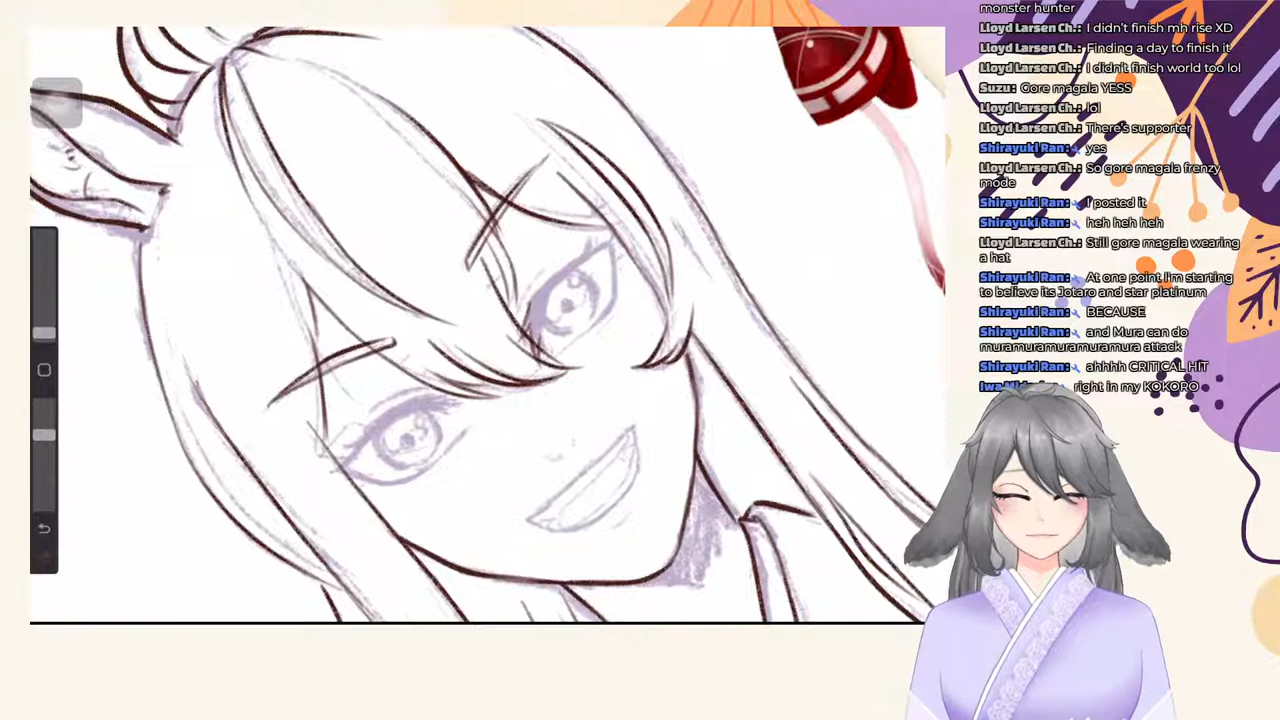 monster hunter
Lloyd Larsen Ch.: I didn't finish mh rise XD
Lloyd Larsen Ch.: Finding a day to finish it
Lloyd Larsen Ch.: I didn't finish world too lol
Suzu: Gore magala YESS
Lloyd Larsen Ch.: lol
Lloyd Larsen Ch.: There's supporter
Shirayuki Ran: yes
Lloyd Larsen Ch.: So gore magala frenzy
mode
Shirayuki Ran: I posted it
Shirayuki Ran: heh heh heh
Lloyd Larsen Ch.: Still gore magala wearing
a hat
Shirayuki Ran: At one point I'm starting
to believe its Jotaro and star platinum
Shirayuki Ran: BECAUSE
Shirayuki Ran: and Mura can do
muramuramuramuramura attack
Shirayuki Ran: ahhhh CRITICAL HIT
Iwa right in my KOKORO